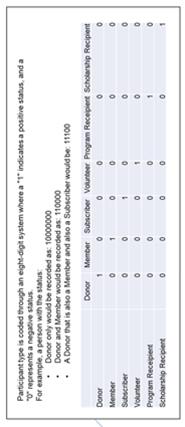 Participant type is coded through an eight-digit system where a "1" indicates a positive status, and a
"0" represents a negative status.
For example, a person with the status:
• Donor only would be recorded as: 10000000
• Donor and Member would be recorded as: 110000
• A Donor that is also a Member and also a Subscriber would be: 11100
Donor Member Subscriber Volunteer Program Receipient Scholarship Recipient
Donor 1 0 0 0 0 0
Member 0 1 0 0 0 0
Subscriber 0 0 1 0 0 0
Volunteer 0 0 0 1 0 0
Program Receipient 0 0 0 0 1 0
Scholarship Recipient 0 0 0 0 0 1